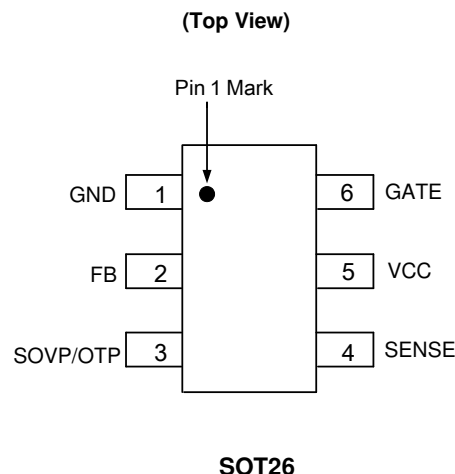 (Top View)
Pin 1 Mark
GND 1 6 GATE
FB 2 5 VCC
SOVP/OTP 3 4 SENSE
SOT26